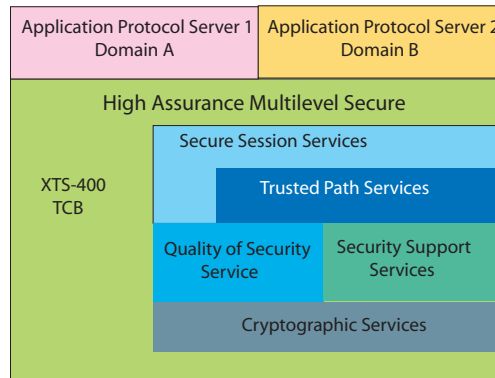 Application Protocol Server 1
Domain A
Application Protocol Server 2
Domain B
High Assurance Multilevel Secure
Secure Session Services
XTS-400
TCB
Trusted Path Services
Quality of Security
Service
Security Support
Services
Cryptographic Services